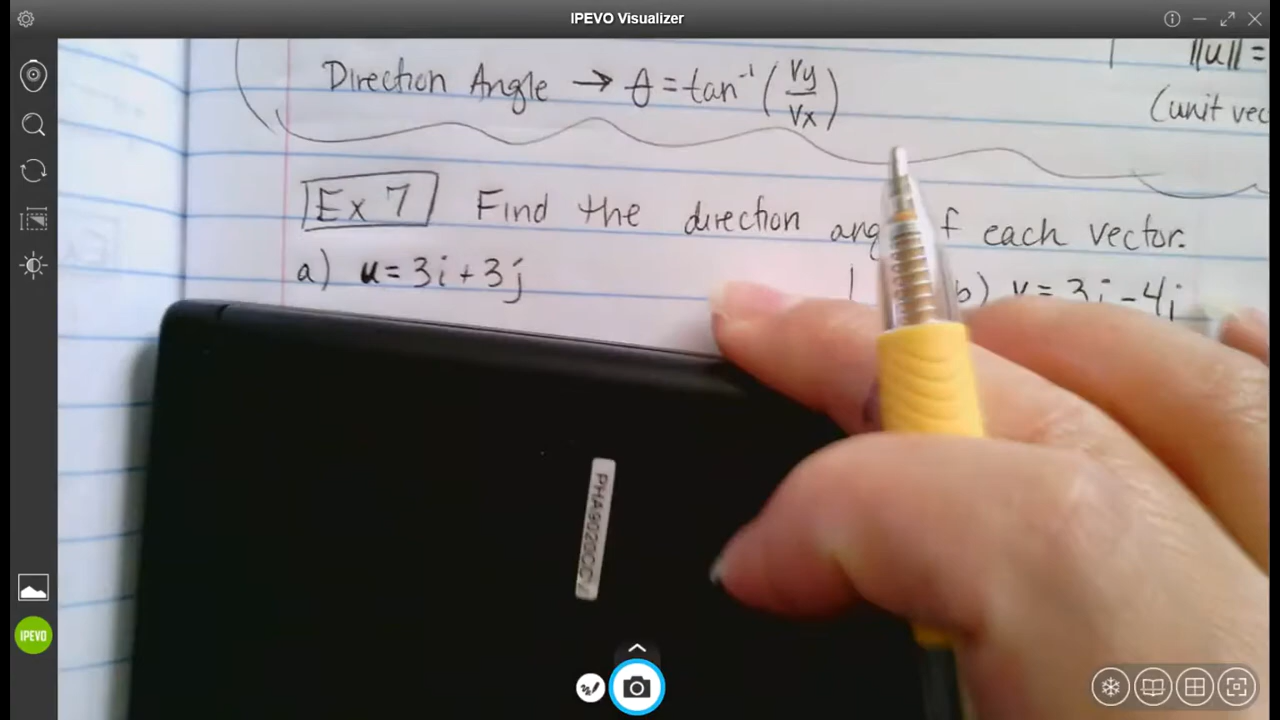 IPEVO Visualizer
||u|| =
Direction Angle → θ = tan⁻¹ (Vy/Vx)
(unit vec
Ex 7 Find the direction ang f each vector.
a) u = 3i + 3j
b) v = 3i - 4j
PHA9020CCV
IPEVO